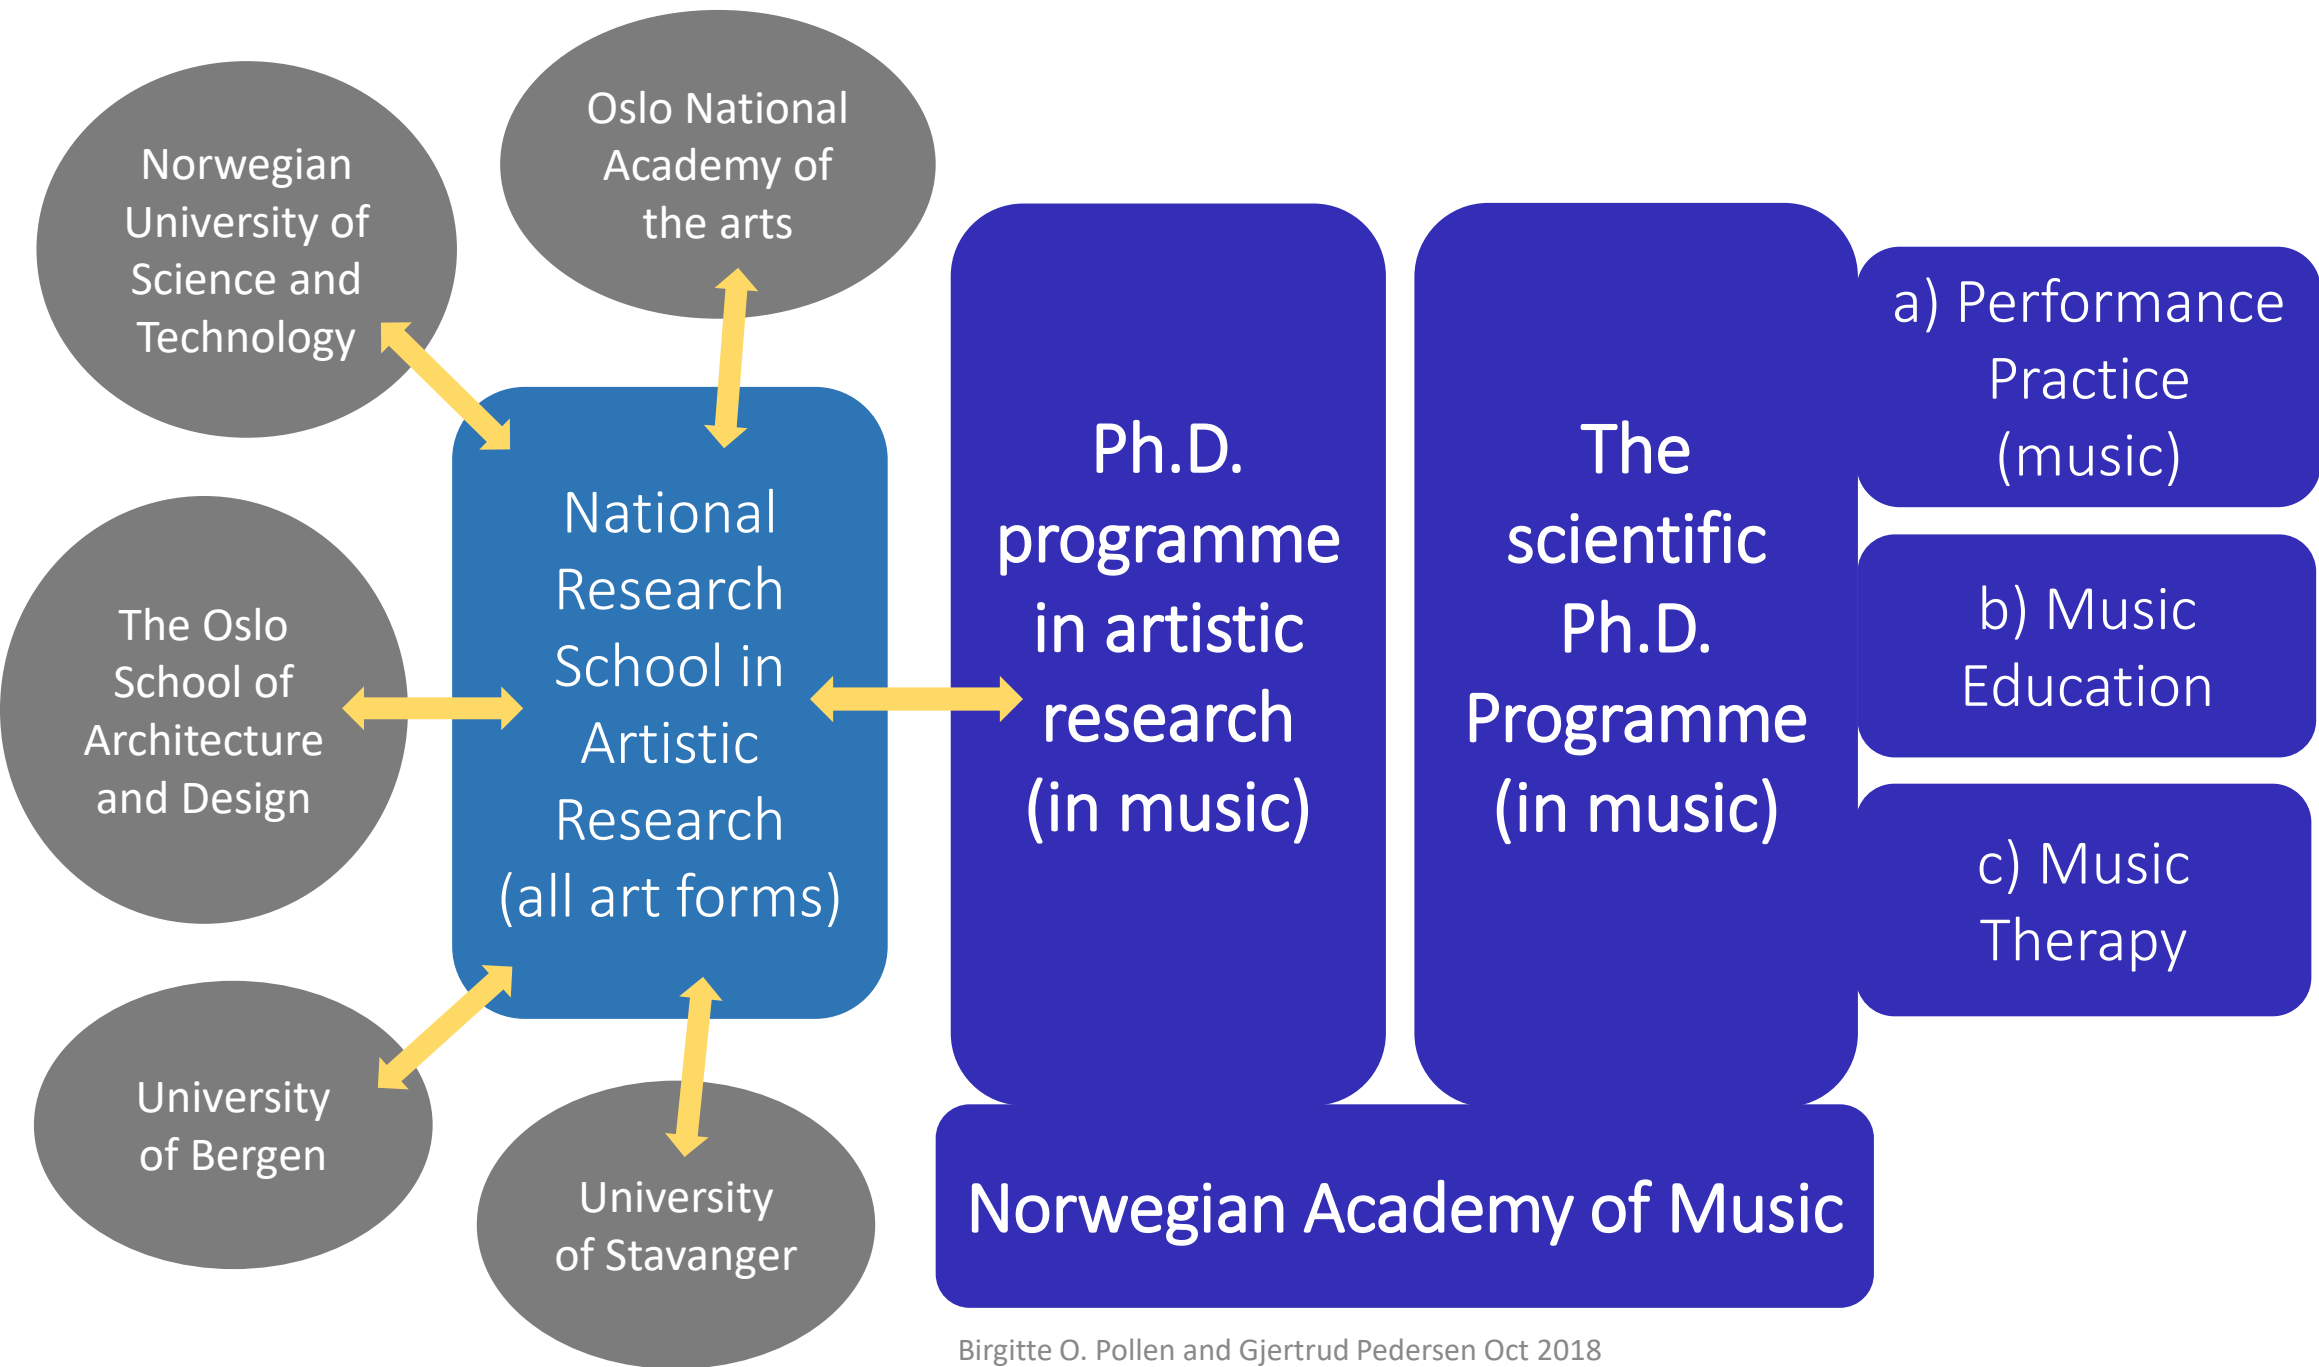 Norwegian
University of
Science and
Technology
Oslo National
Academy of
the arts
The Oslo
School of
Architecture
and Design
University
of Bergen
University
of Stavanger
National
Research
School in
Artistic
Research
(all art forms)
Ph.D.
programme
in artistic
research
(in music)
The
scientific
Ph.D.
Programme
(in music)
a) Performance
Practice
(music)
b) Music
Education
c) Music
Therapy
Norwegian Academy of Music
Birgitte O. Pollen and Gjertrud Pedersen Oct 2018